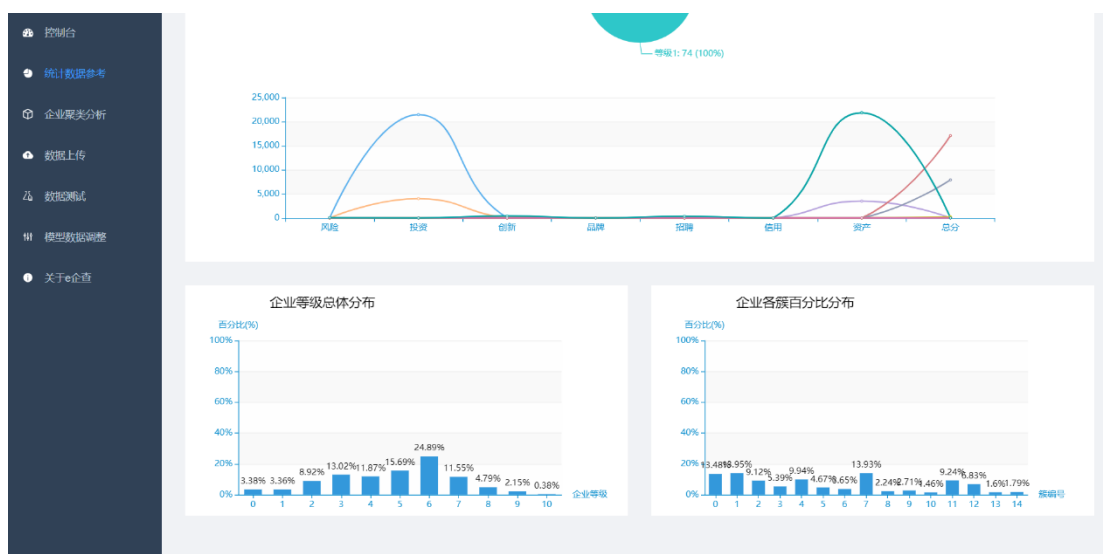 控制台
统计数据参考
企业聚类分析
数据上传
数据测试
模型数据调整
关于e企查
等级1: 74 (100%)
25,000
20,000
15,000
10,000
5,000
0
风险 投资 创新 品牌 招聘 信用 资产 总分
企业等级总体分布
百分比(%)
100%
80%
60%
40%
20%
0%
3.38% 3.36% 8.92% 13.02% 11.87% 15.69% 24.89% 11.55% 4.79% 2.15% 0.38%
0 1 2 3 4 5 6 7 8 9 10
企业等级
企业各簇百分比分布
百分比(%)
100%
80%
60%
40%
20%
0%
13.48% 13.95% 9.12% 5.39% 9.94% 4.67% 3.65% 13.93% 2.24% 2.71% 1.46% 9.24% 6.83% 1.6% 1.79%
0 1 2 3 4 5 6 7 8 9 10 11 12 13 14
簇编号